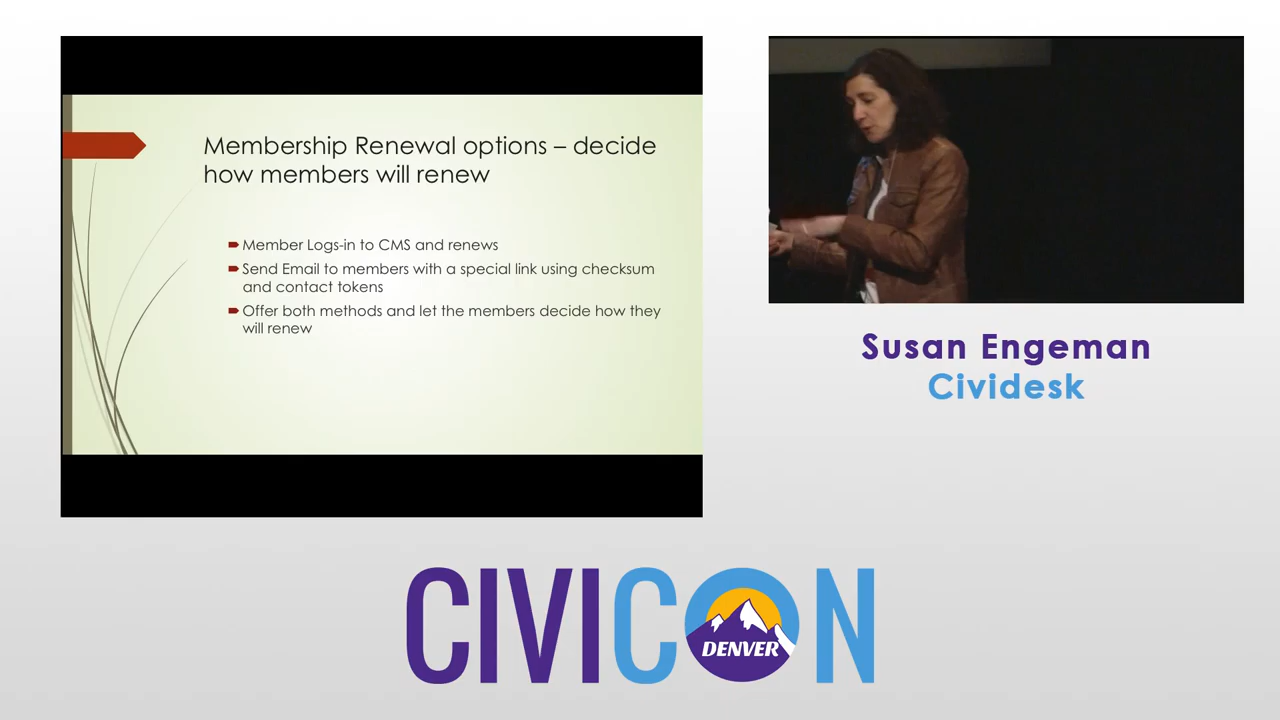 Membership Renewal options – decide
how members will renew
Member Logs-in to CMS and renews
Send Email to members with a special link using checksum
and contact tokens
Offer both methods and let the members decide how they
will renew
Susan Engeman
Cividesk
CIVICON
DENVER